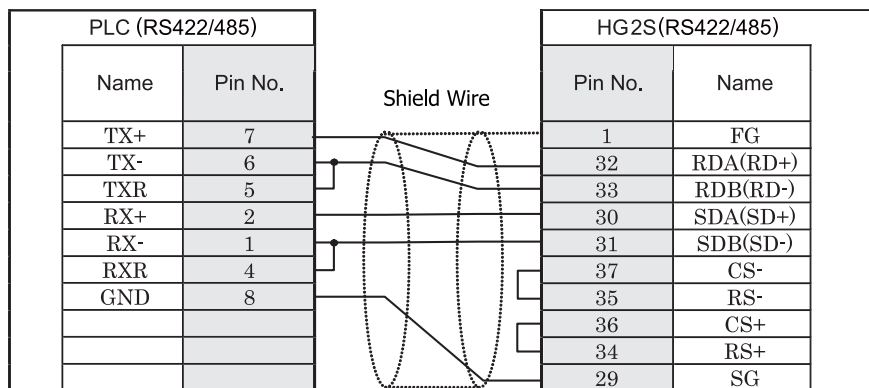 PLC (RS422/485) HG2S(RS422/485)
Name Pin No. Shield Wire Pin No. Name
TX+ 7 1 FG
TX- 6 32 RDA(RD+)
TXR 5 33 RDB(RD-)
RX+ 2 30 SDA(SD+)
RX- 1 31 SDB(SD-)
RXR 4 37 CS-
GND 8 35 RS-
36 CS+
34 RS+
29 SG